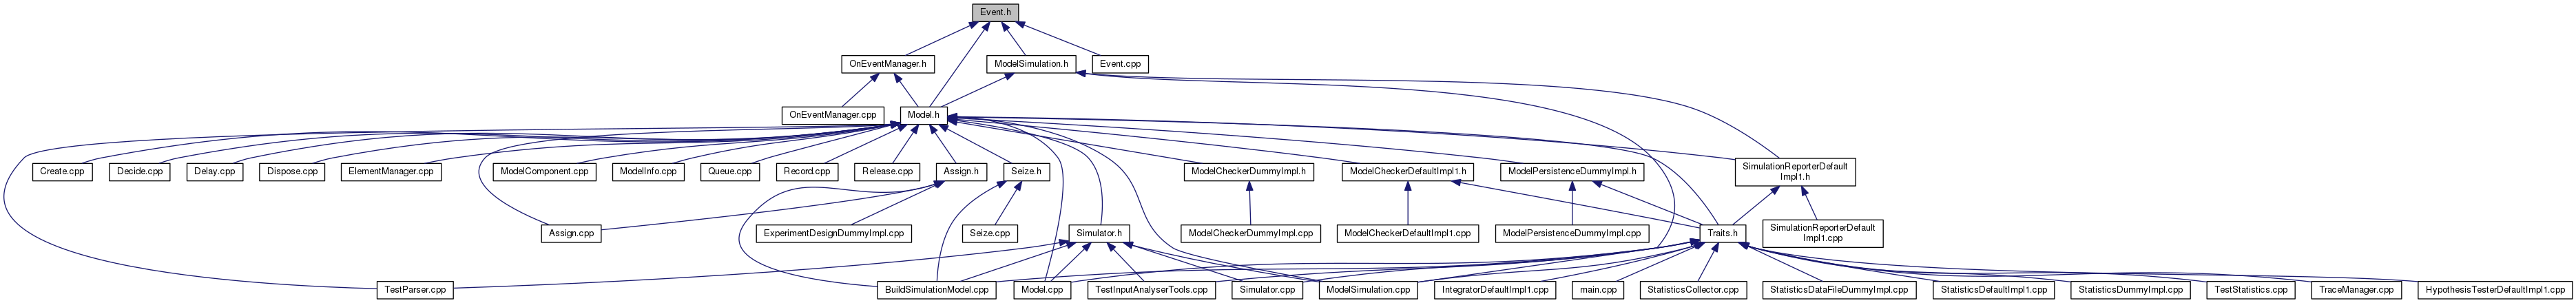 Event.h
OnEventManager.h
ModelSimulation.h
Event.cpp
OnEventManager.cpp
Model.h
Create.cpp
Decide.cpp
Delay.cpp
Dispose.cpp
ElementManager.cpp
ModelComponent.cpp
ModelInfo.cpp
Queue.cpp
Record.cpp
Release.cpp
Assign.h
Seize.h
ModelCheckerDummyImpl.h
ModelCheckerDefaultImpl1.h
ModelPersistenceDummyImpl.h
SimulationReporterDefault
Impl1.h
Assign.cpp
ExperimentDesignDummyImpl.cpp
Seize.cpp
Simulator.h
ModelCheckerDummyImpl.cpp
ModelCheckerDefaultImpl1.cpp
ModelPersistenceDummyImpl.cpp
Traits.h
SimulationReporterDefault
Impl1.cpp
TestParser.cpp
BuildSimulationModel.cpp
Model.cpp
TestInputAnalyserTools.cpp
Simulator.cpp
ModelSimulation.cpp
IntegratorDefaultImpl1.cpp
main.cpp
StatisticsCollector.cpp
StatisticsDataFileDummyImpl.cpp
StatisticsDefaultImpl1.cpp
StatisticsDummyImpl.cpp
TestStatistics.cpp
TraceManager.cpp
HypothesisTesterDefaultImpl1.cpp